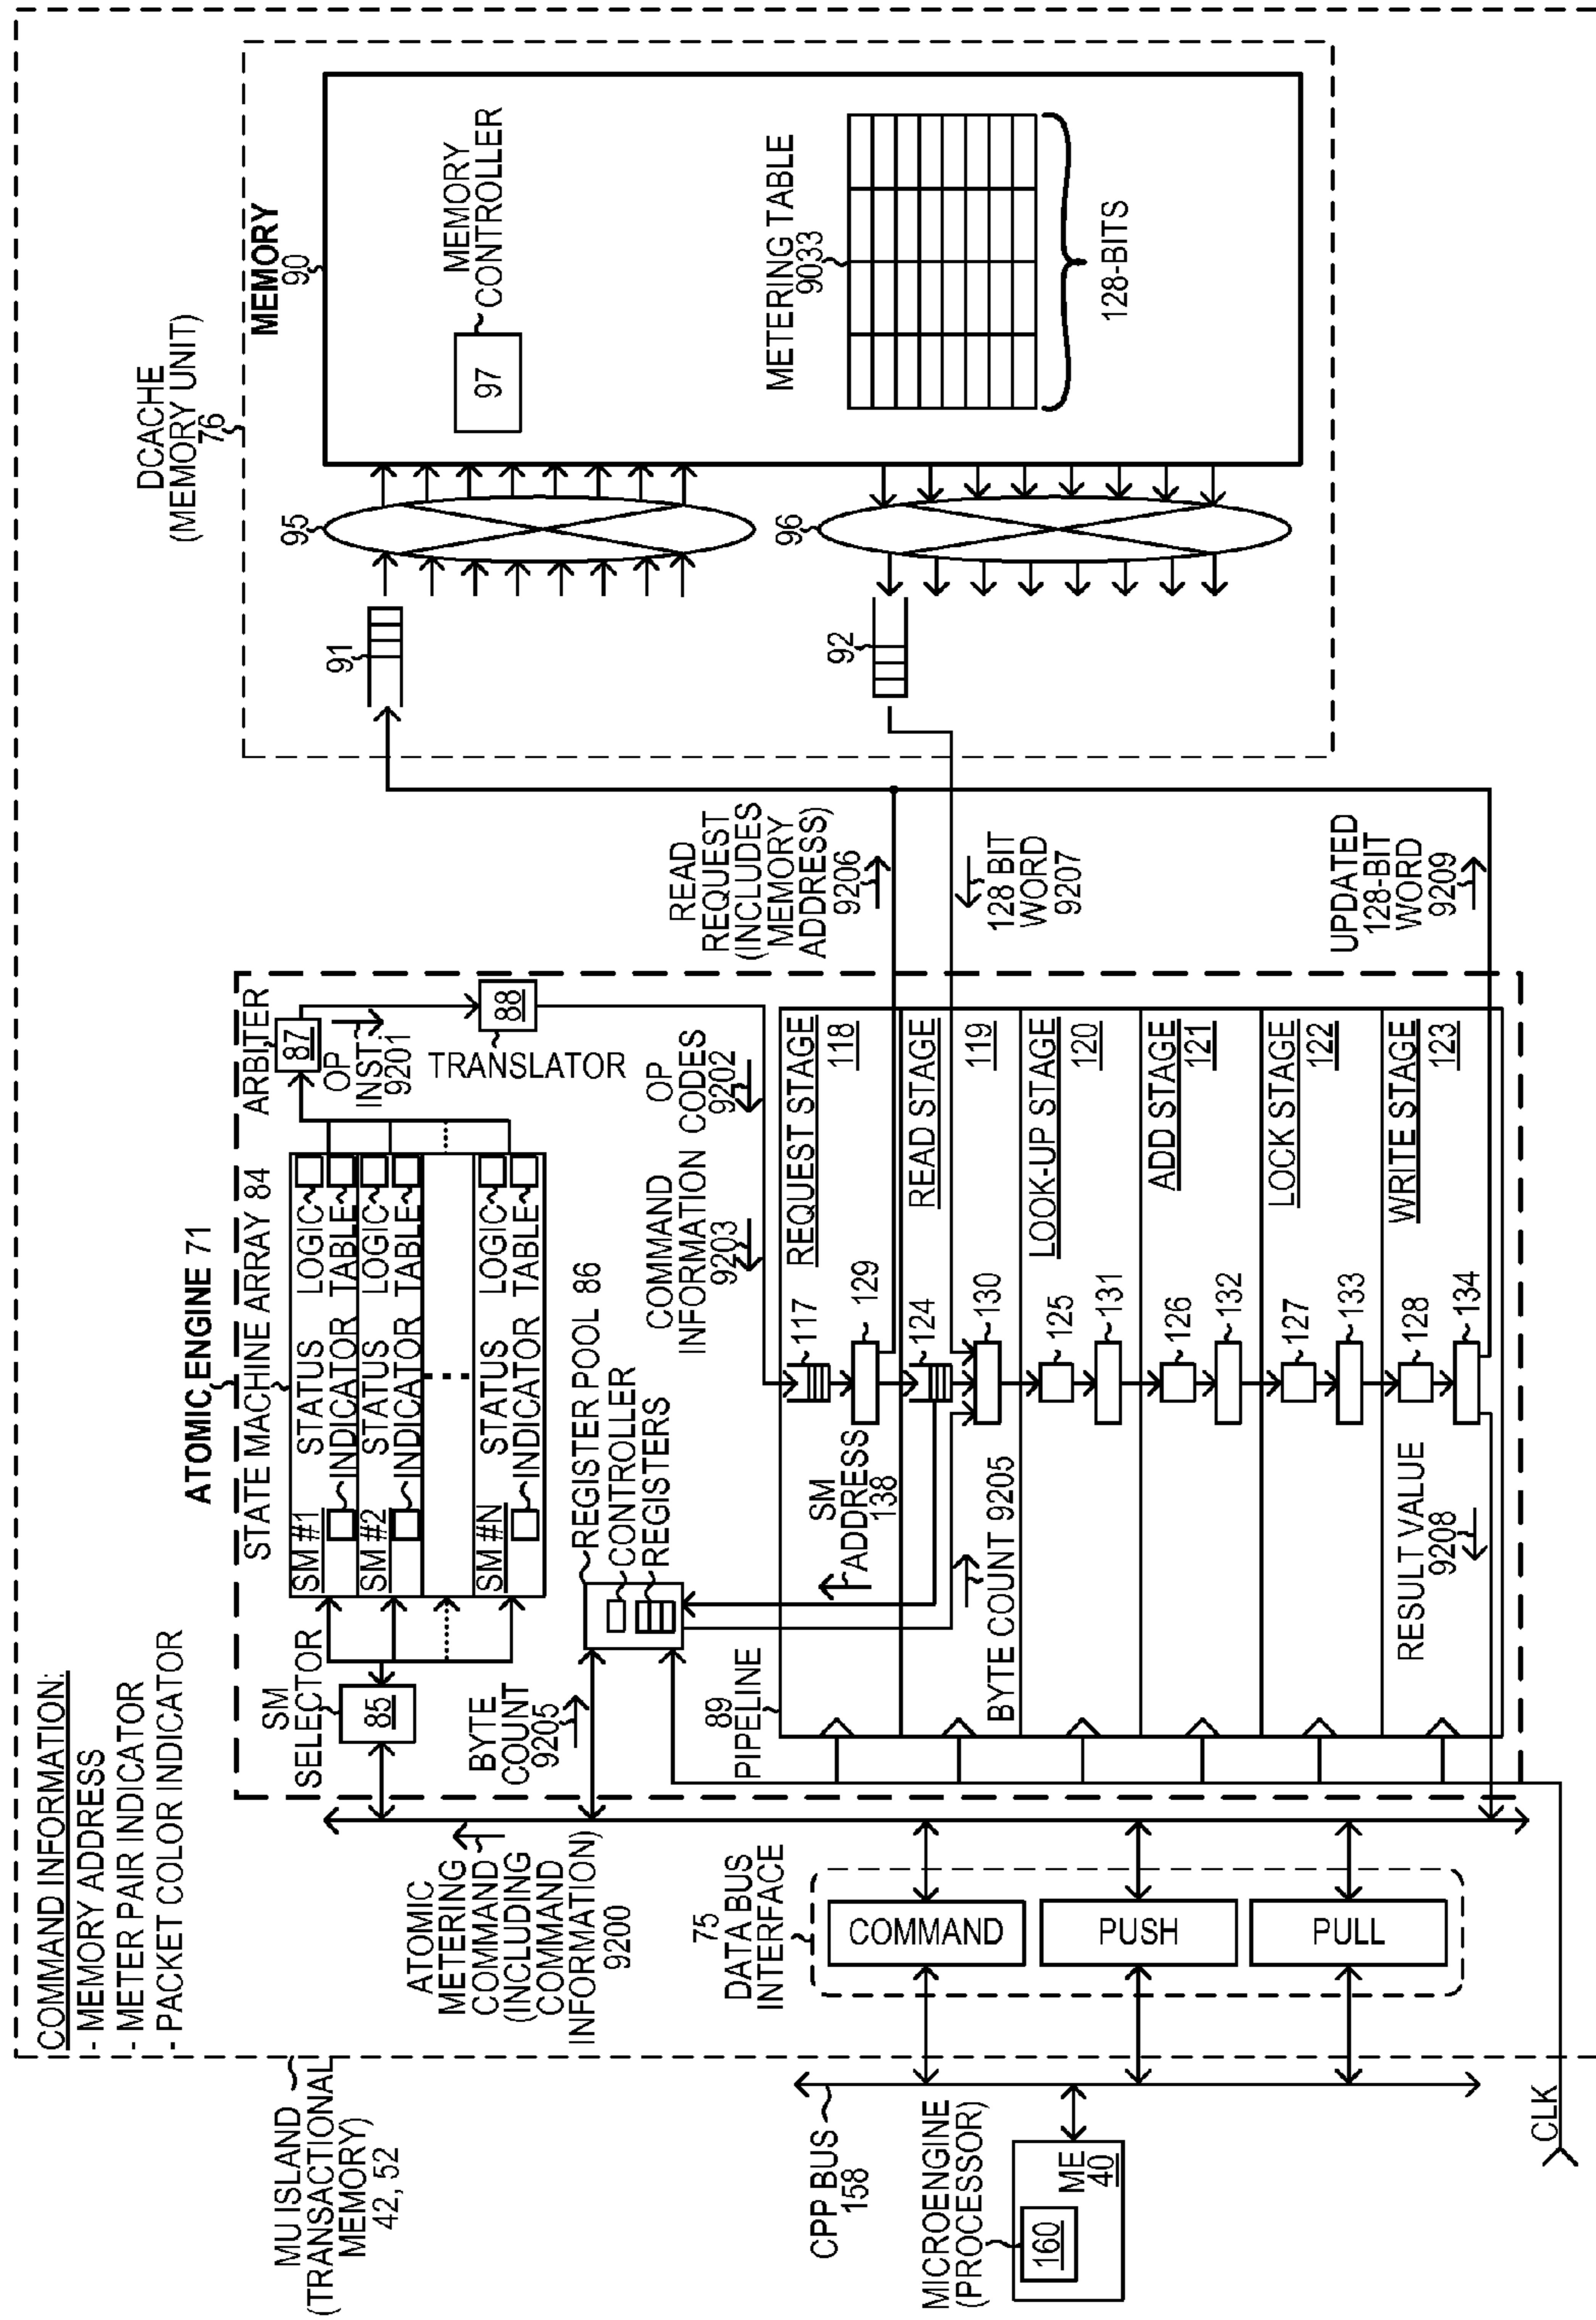 COMMAND INFORMATION:
- MEMORY ADDRESS
- METER PAIR INDICATOR
- PACKET COLOR INDICATOR
MU ISLAND
(TRANSACTIONAL
MEMORY)
42, 52
CPP BUS
158
MICROENGINE
(PROCESSOR)
160
ME
40
CLK
ATOMIC
METERING
COMMAND
(INCLUDING
COMMAND
INFORMATION)
9200
75
DATA BUS
INTERFACE
COMMAND
PUSH
PULL
ATOMIC ENGINE 71
STATE MACHINE ARRAY 84
SM
SELECTOR
85
SM #1
STATUS
INDICATOR
LOGIC
TABLE
SM #2
STATUS
INDICATOR
LOGIC
TABLE
SM #N
STATUS
INDICATOR
LOGIC
TABLE
ARBITER
87
OP
INST.
9201
88
TRANSLATOR
BYTE
COUNT
9205
REGISTER POOL 86
CONTROLLER
REGISTERS
COMMAND
INFORMATION
9203
OP
CODES
9202
89
PIPELINE
SM
ADDRESS
138
BYTE COUNT 9205
117
REQUEST STAGE
118
129
124
READ STAGE
119
130
LOOK-UP STAGE
120
125
131
ADD STAGE
121
126
132
LOCK STAGE
122
127
133
WRITE STAGE
123
128
134
RESULT VALUE
9208
READ
REQUEST
(INCLUDES
MEMORY
ADDRESS)
9206
128 BIT
WORD
9207
UPDATED
128-BIT
WORD
9209
DCACHE
(MEMORY UNIT)
76
91
92
95
96
MEMORY
90
97
MEMORY
CONTROLLER
METERING TABLE
9033
128-BITS